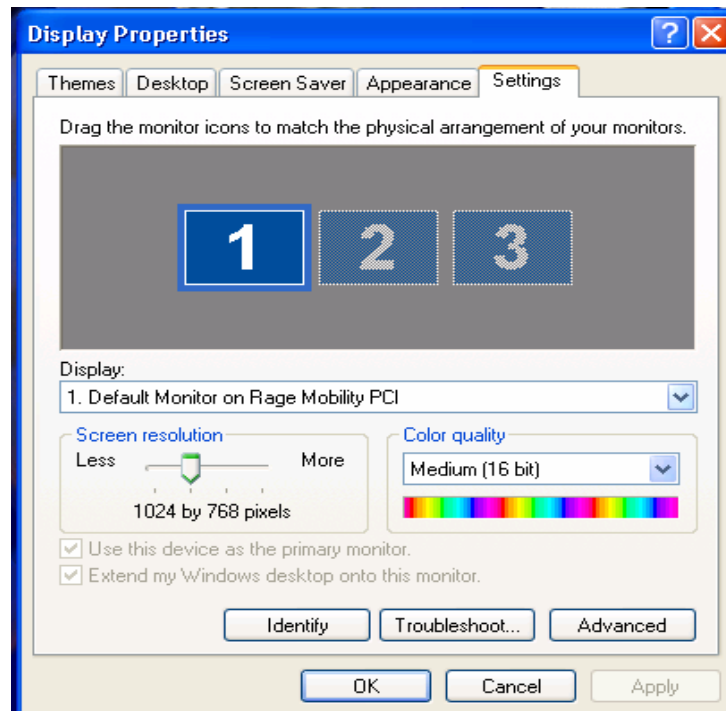 Display Properties
Themes Desktop Screen Saver Appearance Settings
Drag the monitor icons to match the physical arrangement of your monitors.
1 2 3
Display:
1. Default Monitor on Rage Mobility PCI
Screen resolution
Less More
1024 by 768 pixels
Color quality
Medium (16 bit)
Use this device as the primary monitor.
Extend my Windows desktop onto this monitor.
Identify Troubleshoot... Advanced
OK Cancel Apply